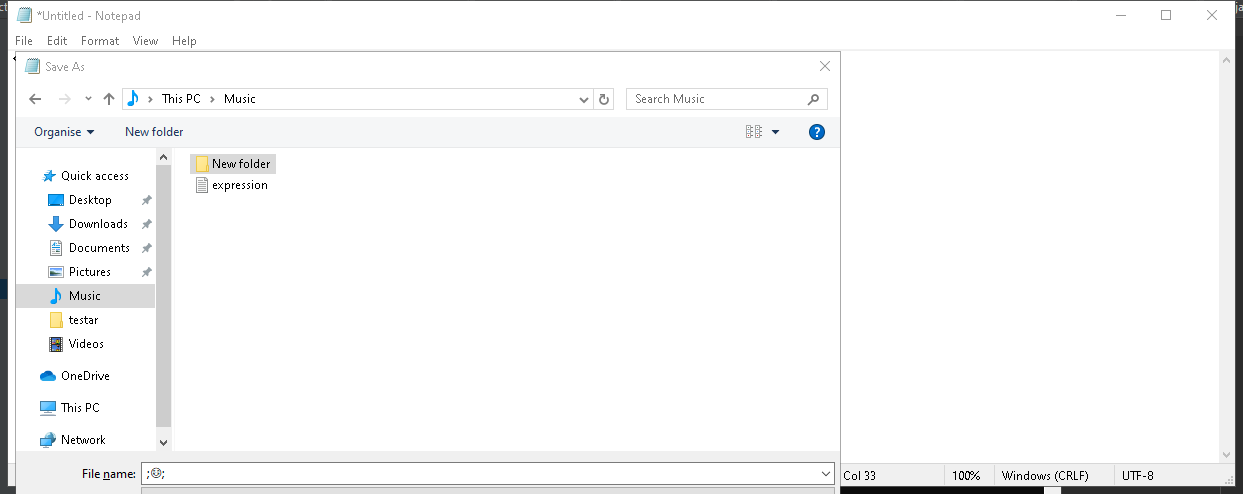 *Untitled - Notepad
File Edit Format View Help
Save As
This PC Music
Search Music
Organise New folder
New folder
expression
Quick access
Desktop
Downloads
Documents
Pictures
Music
testar
Videos
OneDrive
This PC
Network
File name: ;☺;
Col 33 100% Windows (CRLF) UTF-8